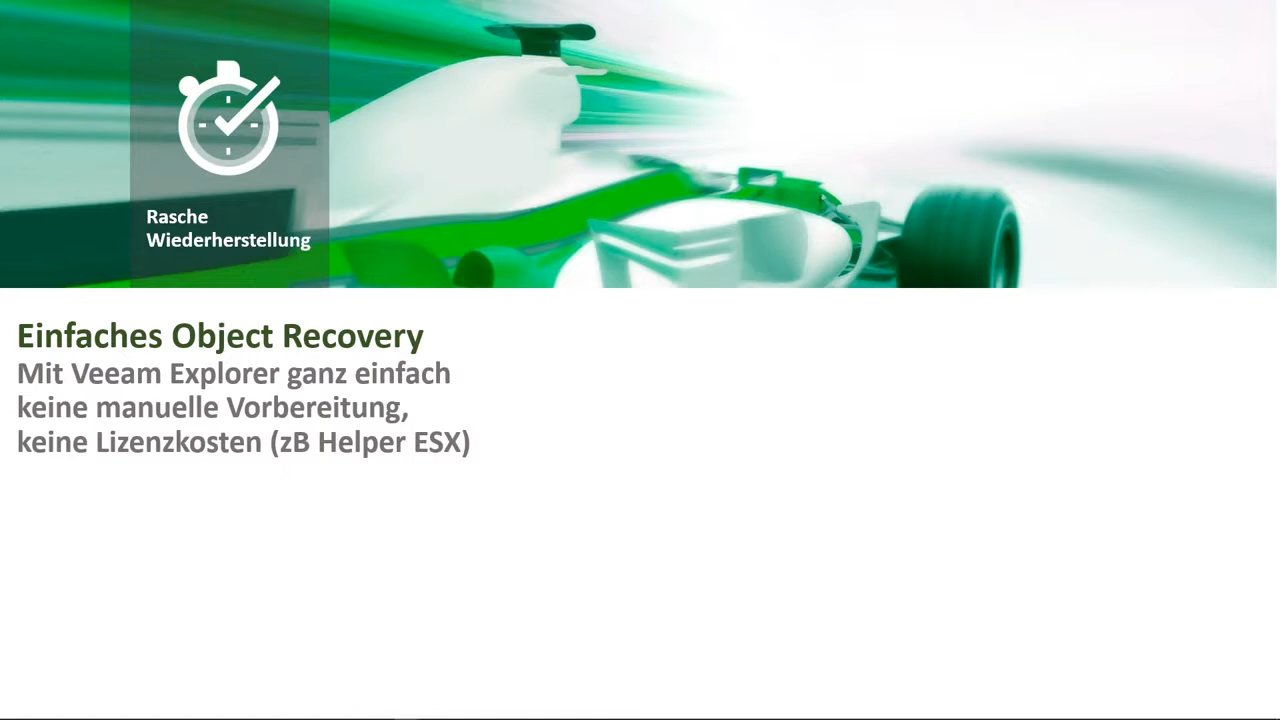 Rasche
Wiederherstellung
Einfaches Object Recovery
Mit Veeam Explorer ganz einfach
keine manuelle Vorbereitung,
keine Lizenzkosten (zB Helper ESX)